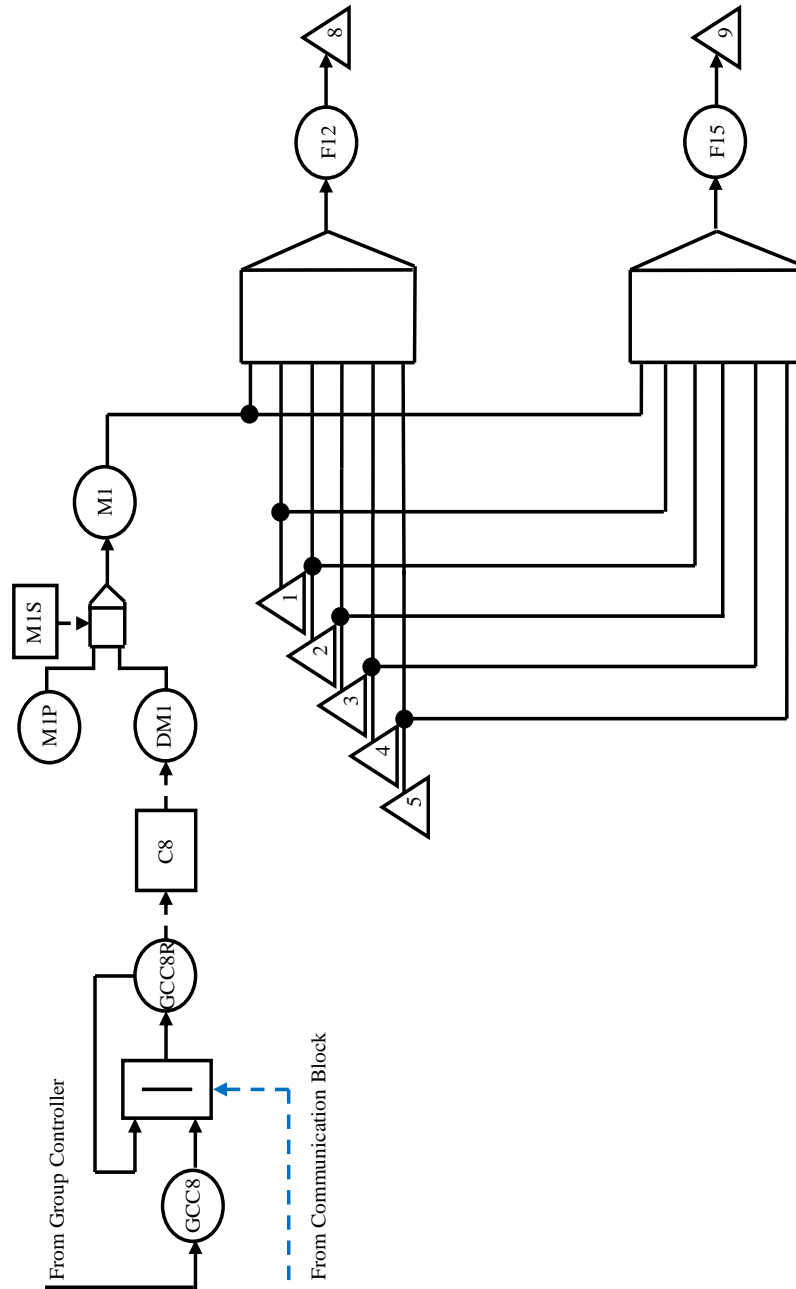 From Group Controller
From Communication Block
GCC8
GCC8R
C8
M1P
DM1
M1S
M1
1
2
3
4
5
F12
8
F15
9